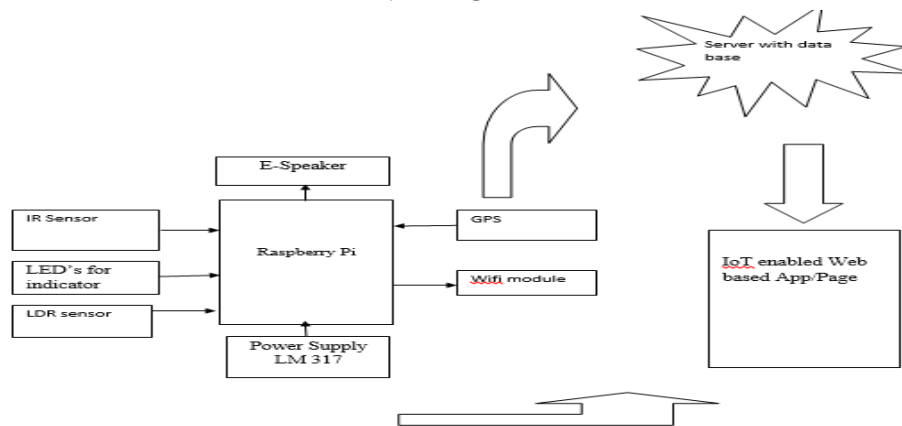 Server with data
base
E-Speaker
IR Sensor
GPS
Raspberry Pi
LED's for
indicator
Wifi module
IoT enabled Web
based App/Page
LDR sensor
Power Supply
LM 317